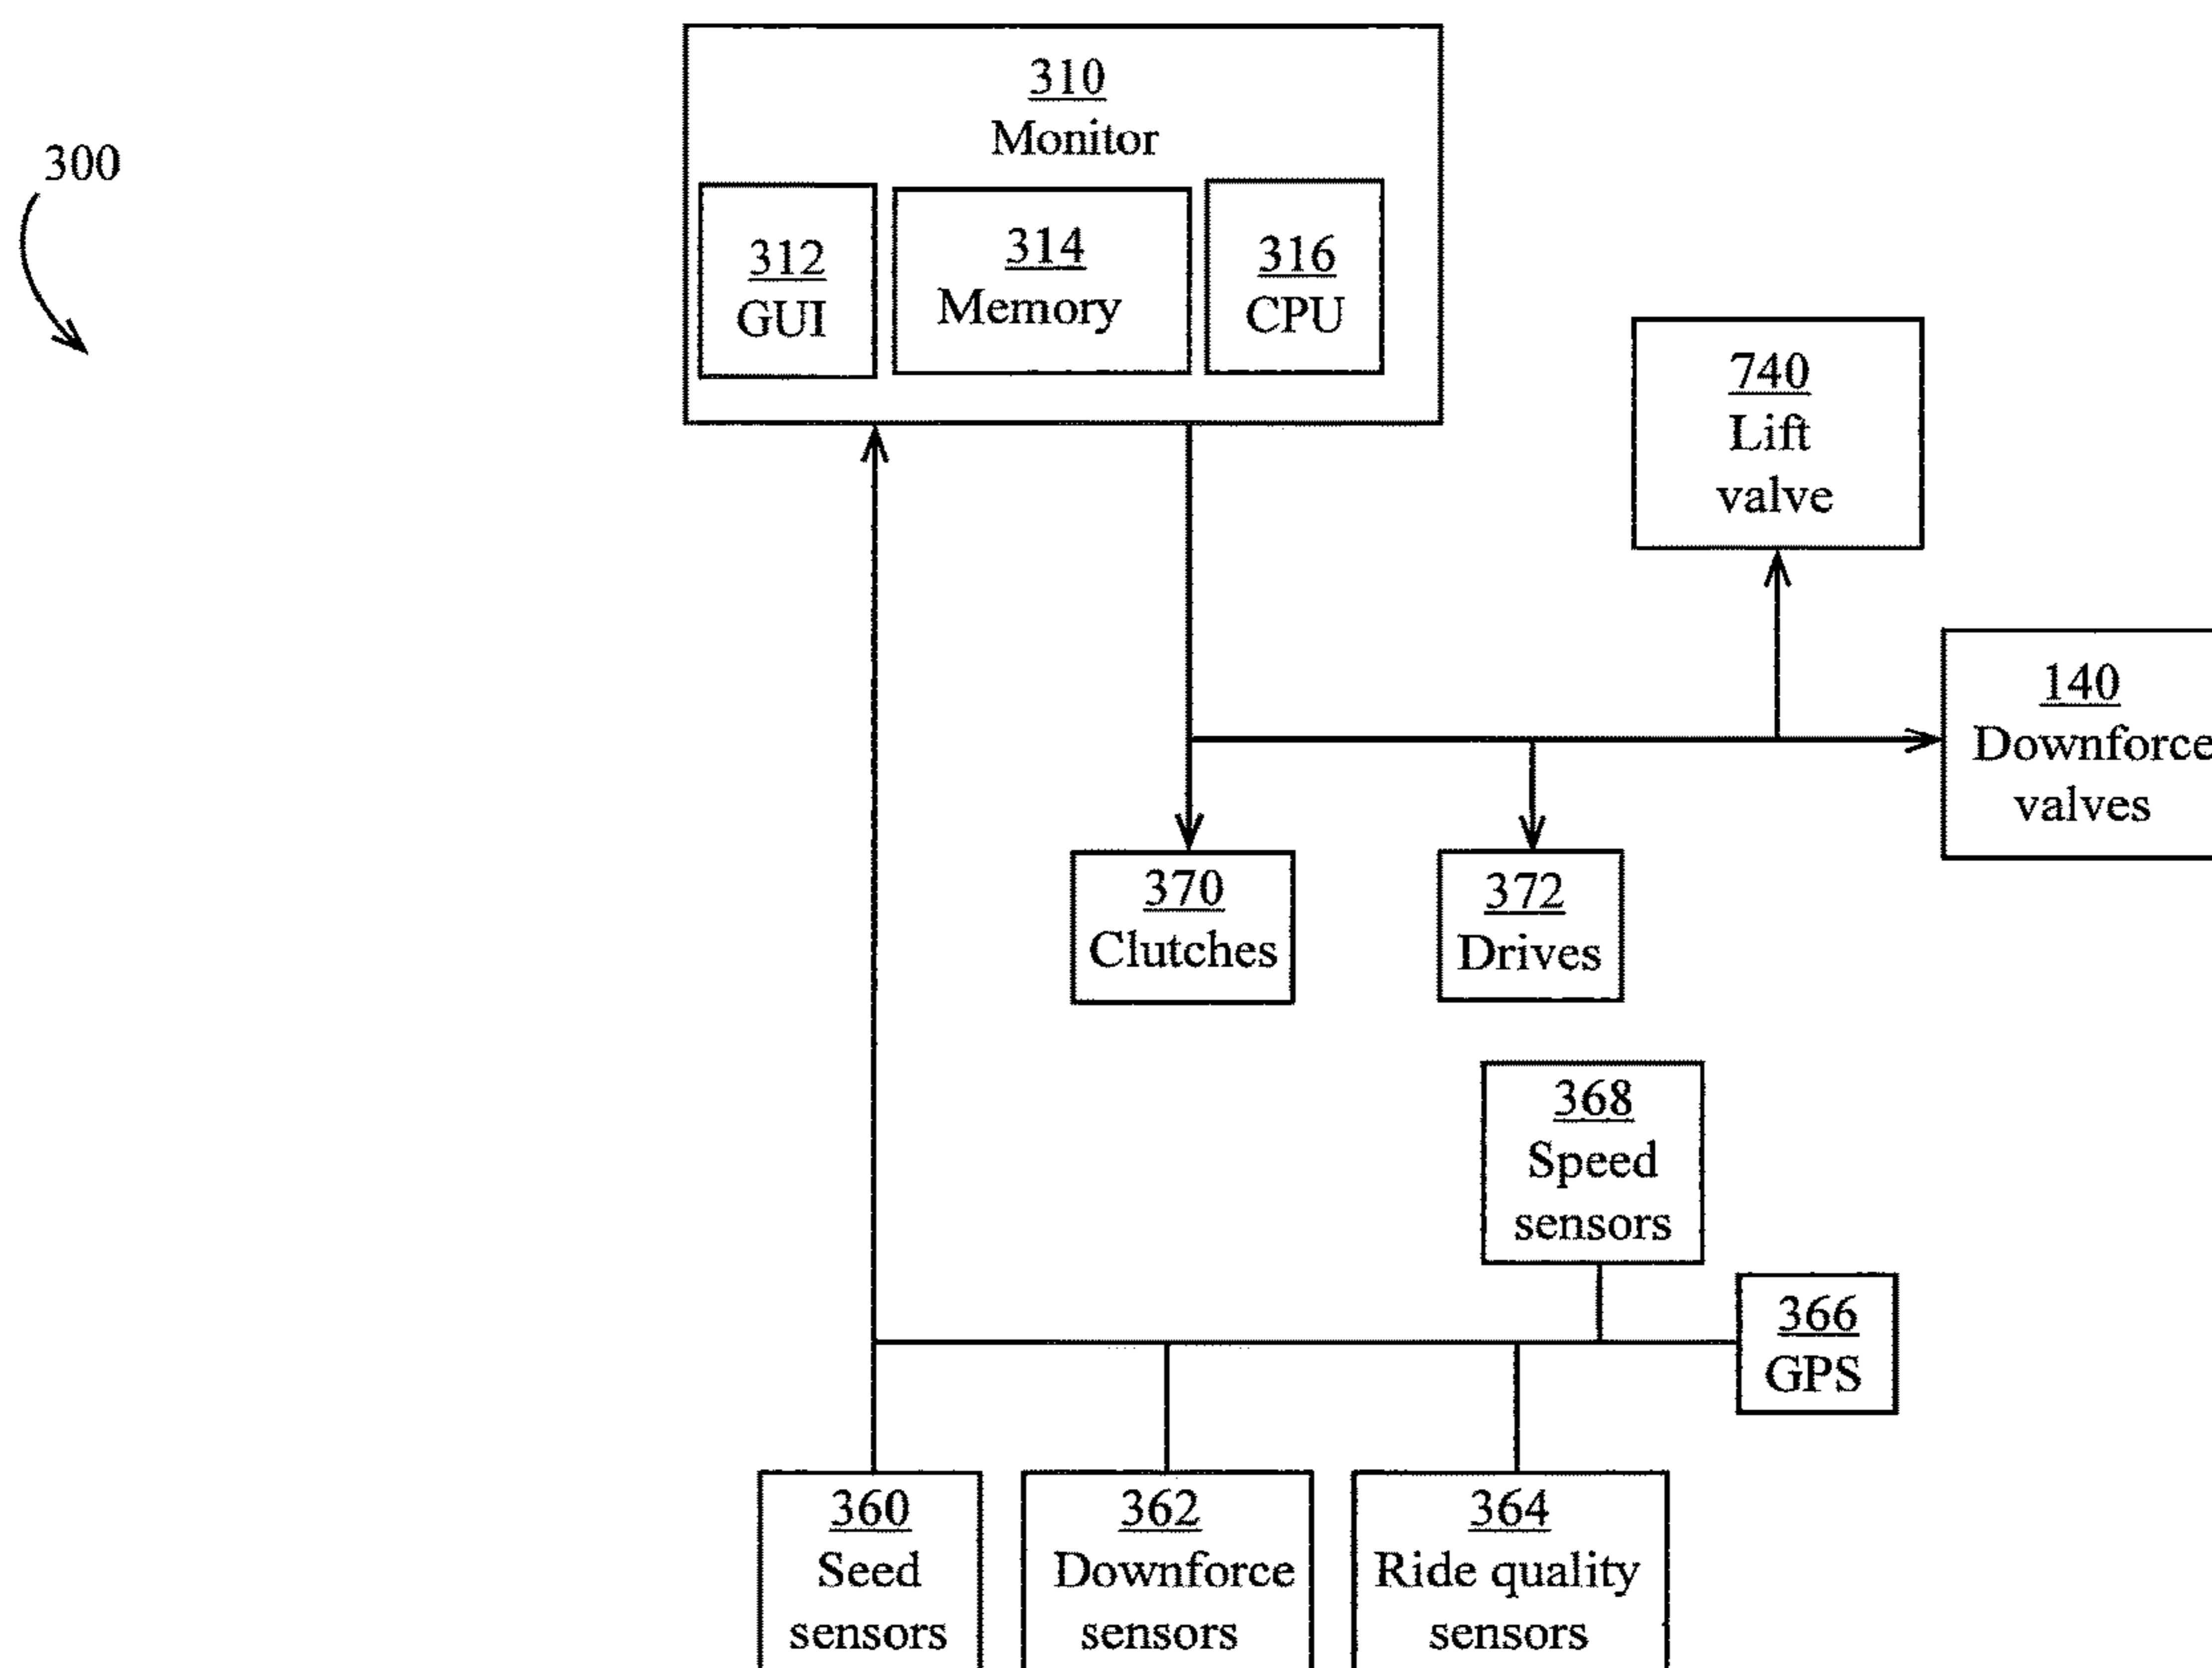 310
Monitor
300
312
GUI
314
Memory
316
CPU
740
Lift
valve
140
Downforce
valves
370
Clutches
372
Drives
368
Speed
sensors
366
GPS
360
Seed
sensors
362
Downforce
sensors
364
Ride quality
sensors